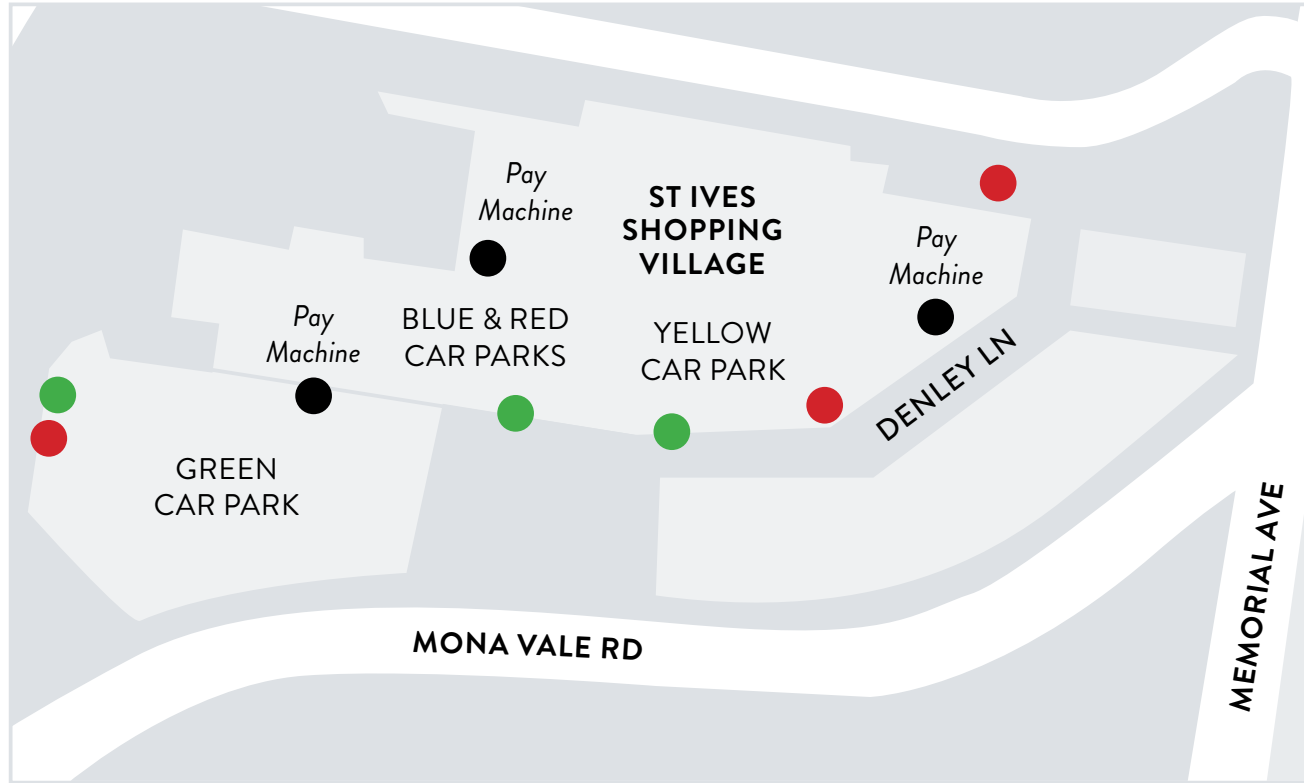 Pay
Machine
ST IVES
SHOPPING
VILLAGE
Pay
Machine
Pay
Machine
BLUE & RED
CAR PARKS
YELLOW
CAR PARK
DENLEY LN
GREEN
CAR PARK
MONA VALE RD
MEMORIAL AVE